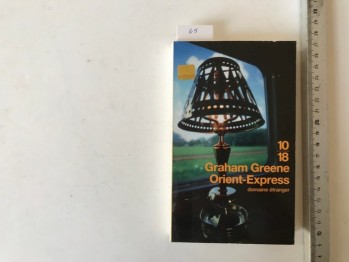 65
10
18
Graham Greene
Orient-Express
domaine étranger